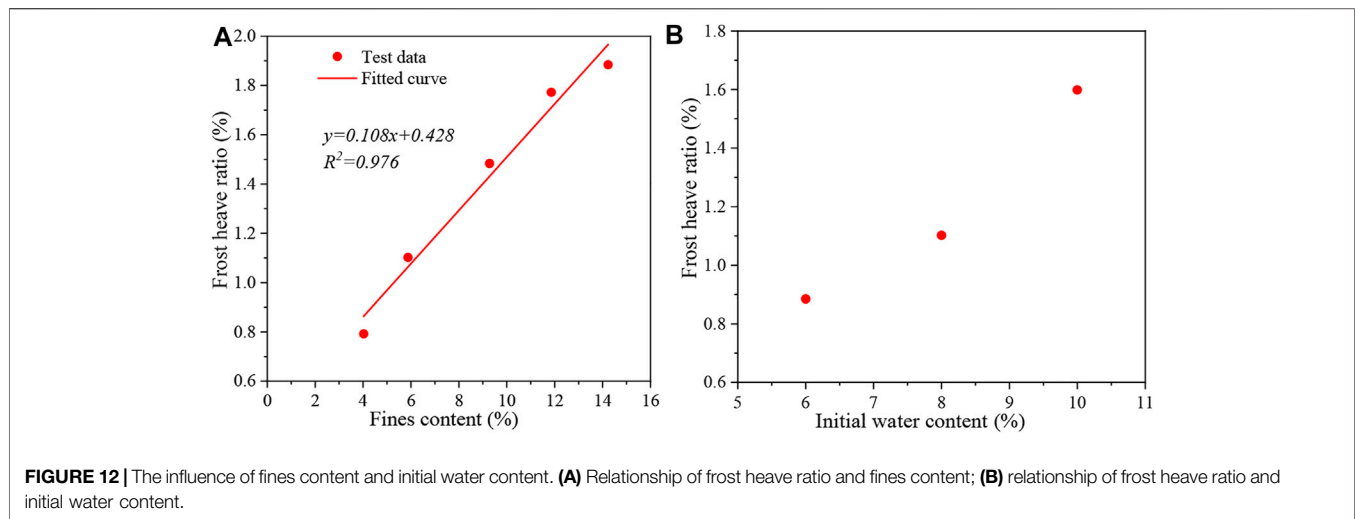 A
Test data
Fitted curve
y=0.108x+0.428
R²=0.976
Frost heave ratio (%)
2.0
1.8
1.6
1.4
1.2
1.0
0.8
0.6
0 2 4 6 8 10 12 14 16
Fines content (%)
B
Frost heave ratio (%)
1.8
1.6
1.4
1.2
1.0
0.8
0.6
5 6 7 8 9 10 11
Initial water content (%)
FIGURE 12 | The influence of fines content and initial water content. (A) Relationship of frost heave ratio and fines content; (B) relationship of frost heave ratio and
initial water content.